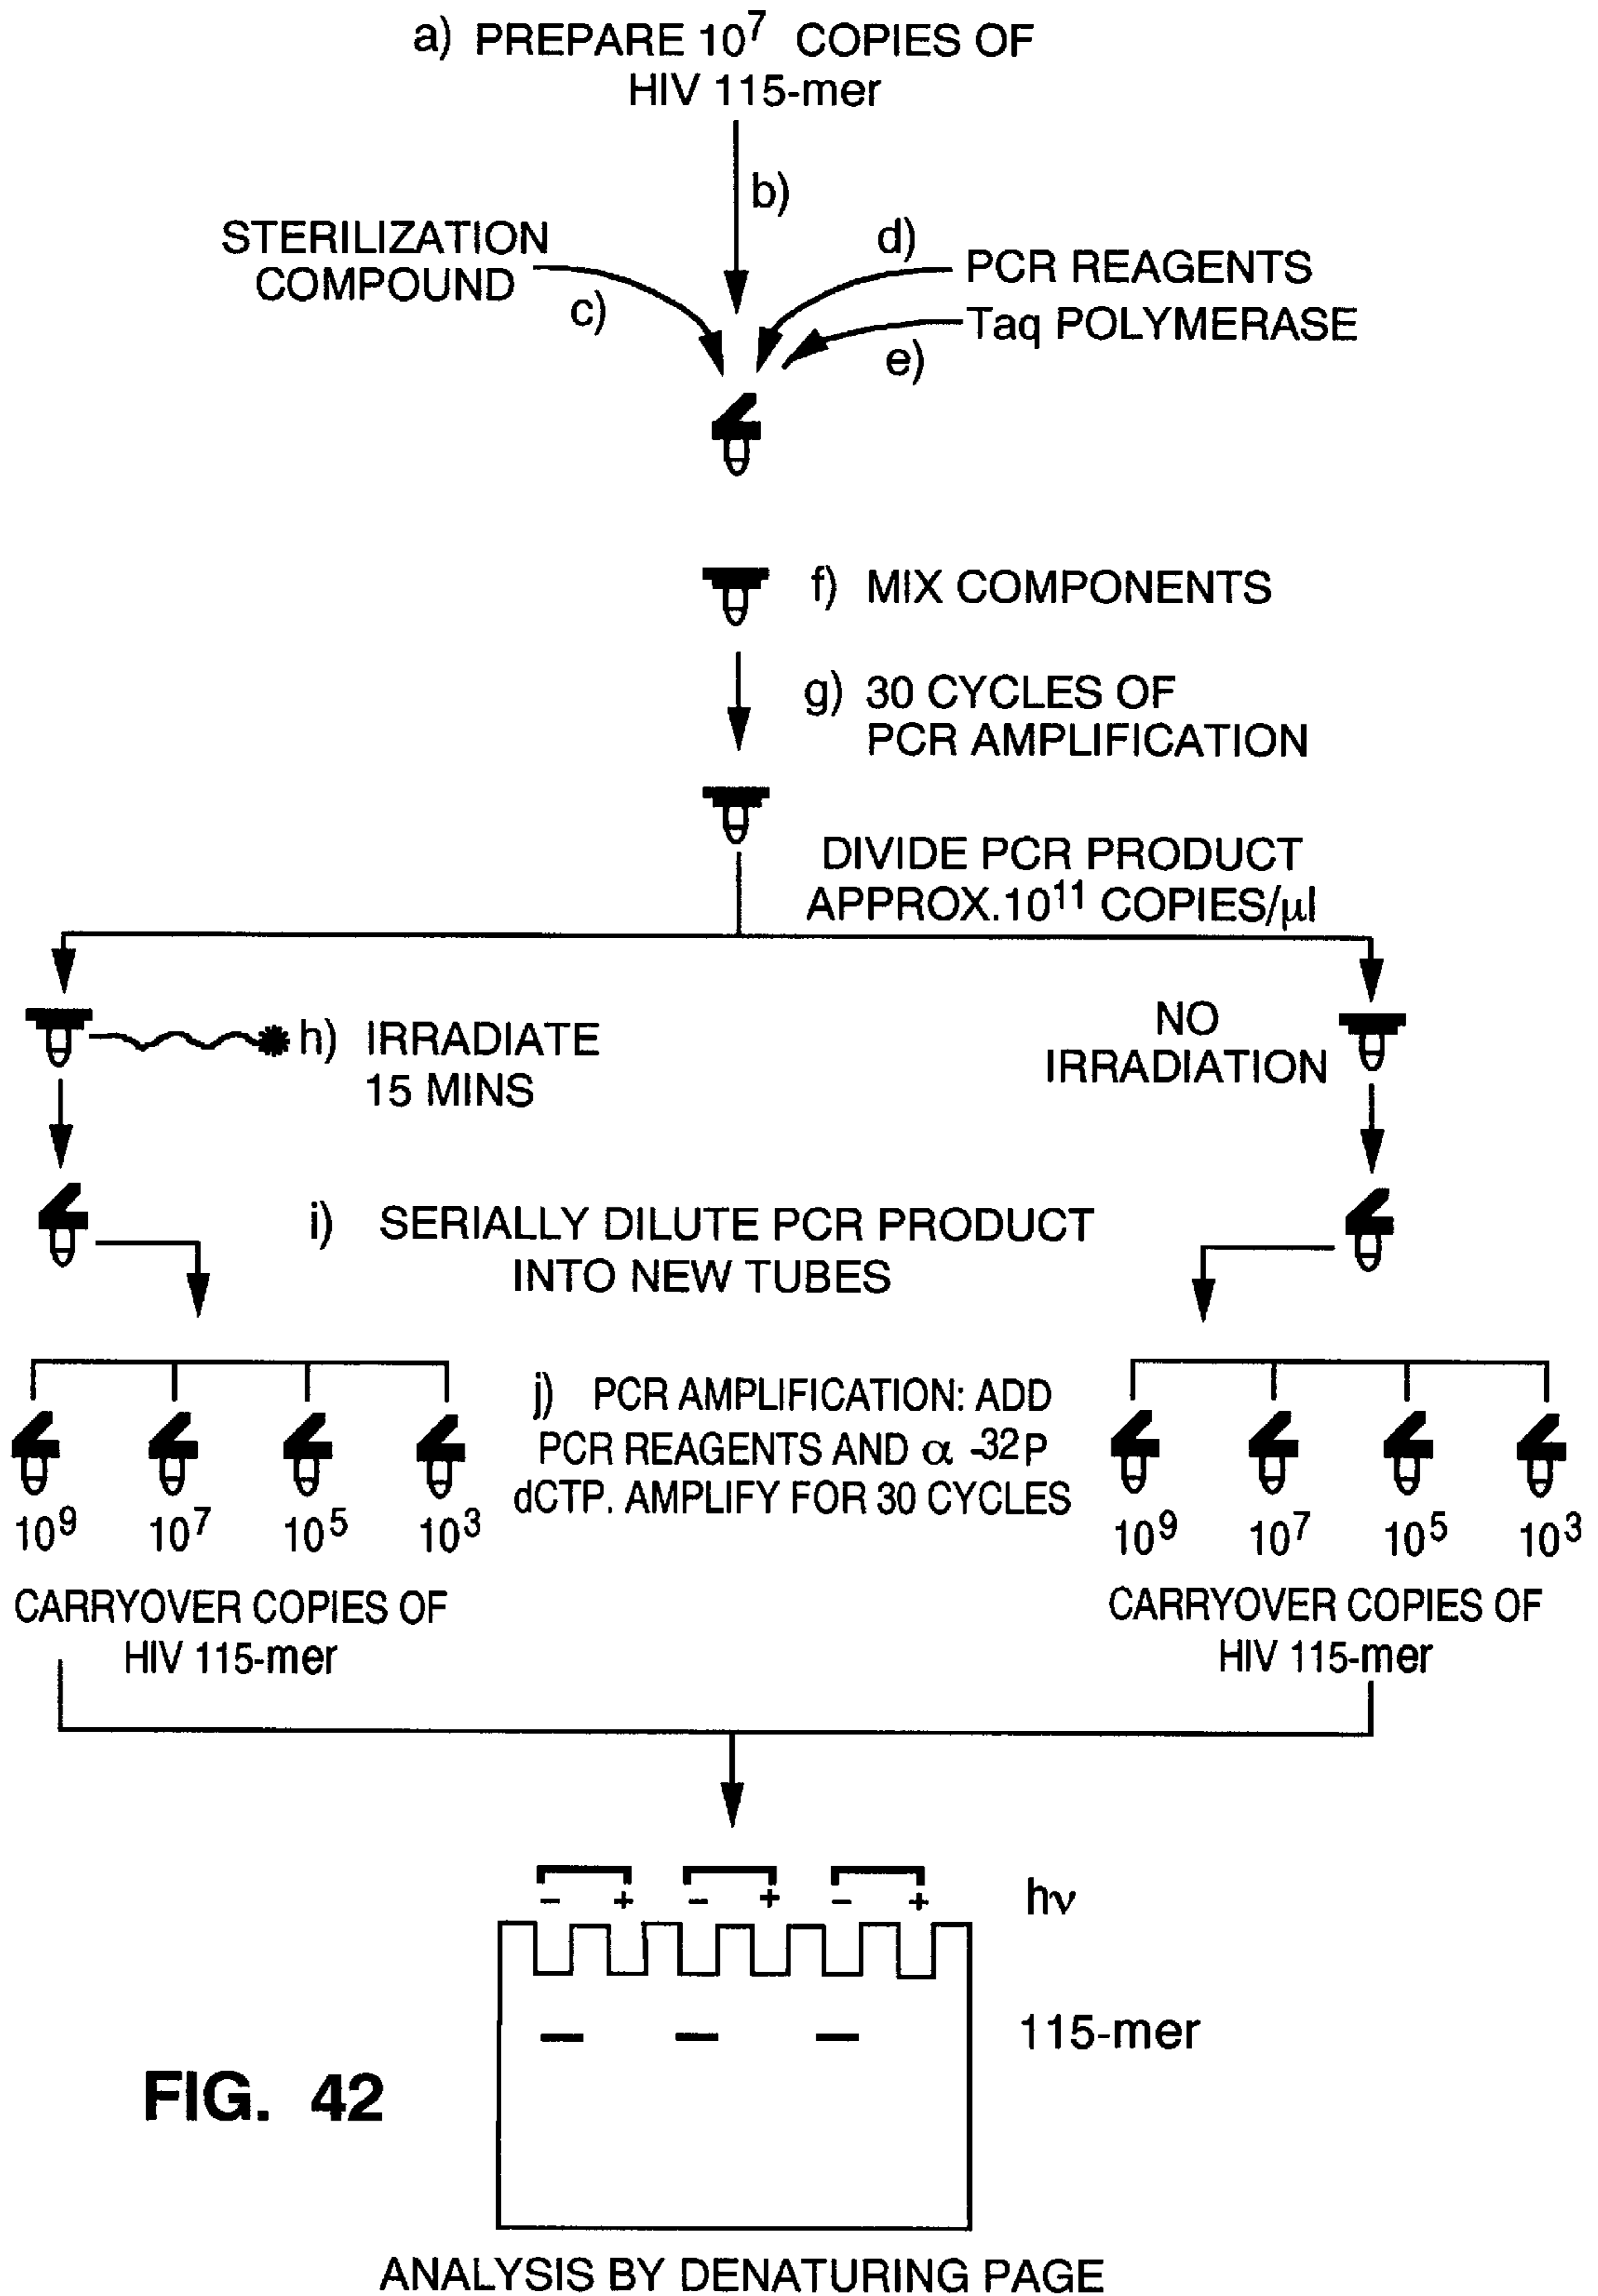 a) PREPARE 10⁷ COPIES OF
HIV 115-mer
b)
STERILIZATION
COMPOUND
c)
d)
PCR REAGENTS
Taq POLYMERASE
e)
f) MIX COMPONENTS
g) 30 CYCLES OF
PCR AMPLIFICATION
DIVIDE PCR PRODUCT
APPROX.10¹¹ COPIES/µl
h) IRRADIATE
15 MINS
NO
IRRADIATION
i) SERIALLY DILUTE PCR PRODUCT
INTO NEW TUBES
j) PCR AMPLIFICATION: ADD
PCR REAGENTS AND α -32P
dCTP. AMPLIFY FOR 30 CYCLES
10⁹ 10⁷ 10⁵ 10³
CARRYOVER COPIES OF
HIV 115-mer
10⁹ 10⁷ 10⁵ 10³
CARRYOVER COPIES OF
HIV 115-mer
− + − + − + hν
115-mer
FIG. 42
ANALYSIS BY DENATURING PAGE